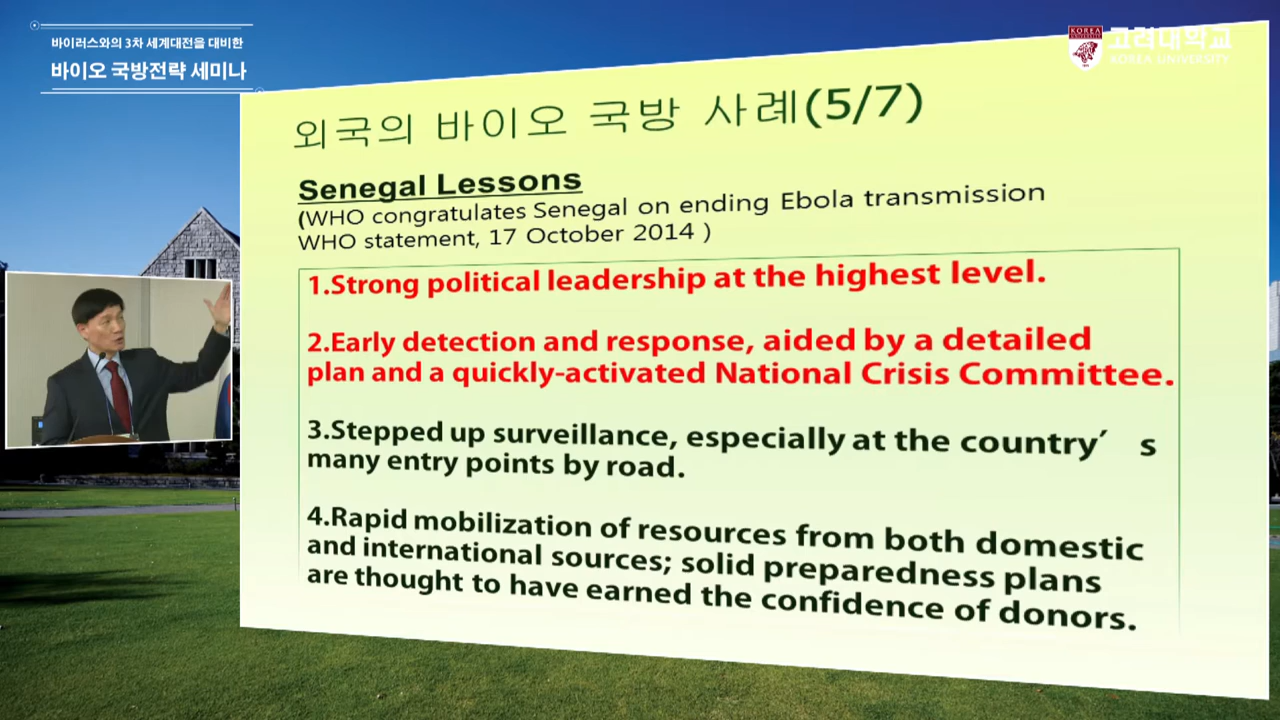 바이러스와의 3차 세계대전을 대비한
바이오 국방전략 세미나
KOREA
UNIVERSITY
고려대학교
KOREA UNIVERSITY
외국의 바이오 국방 사례(5/7)
Senegal Lessons
(WHO congratulates Senegal on ending Ebola transmission
WHO statement, 17 October 2014 )
1.Strong political leadership at the highest level.
2.Early detection and response, aided by a detailed
plan and a quickly-activated National Crisis Committee.
3.Stepped up surveillance, especially at the country′ s
many entry points by road.
4.Rapid mobilization of resources from both domestic
and international sources; solid preparedness plans
are thought to have earned the confidence of donors.